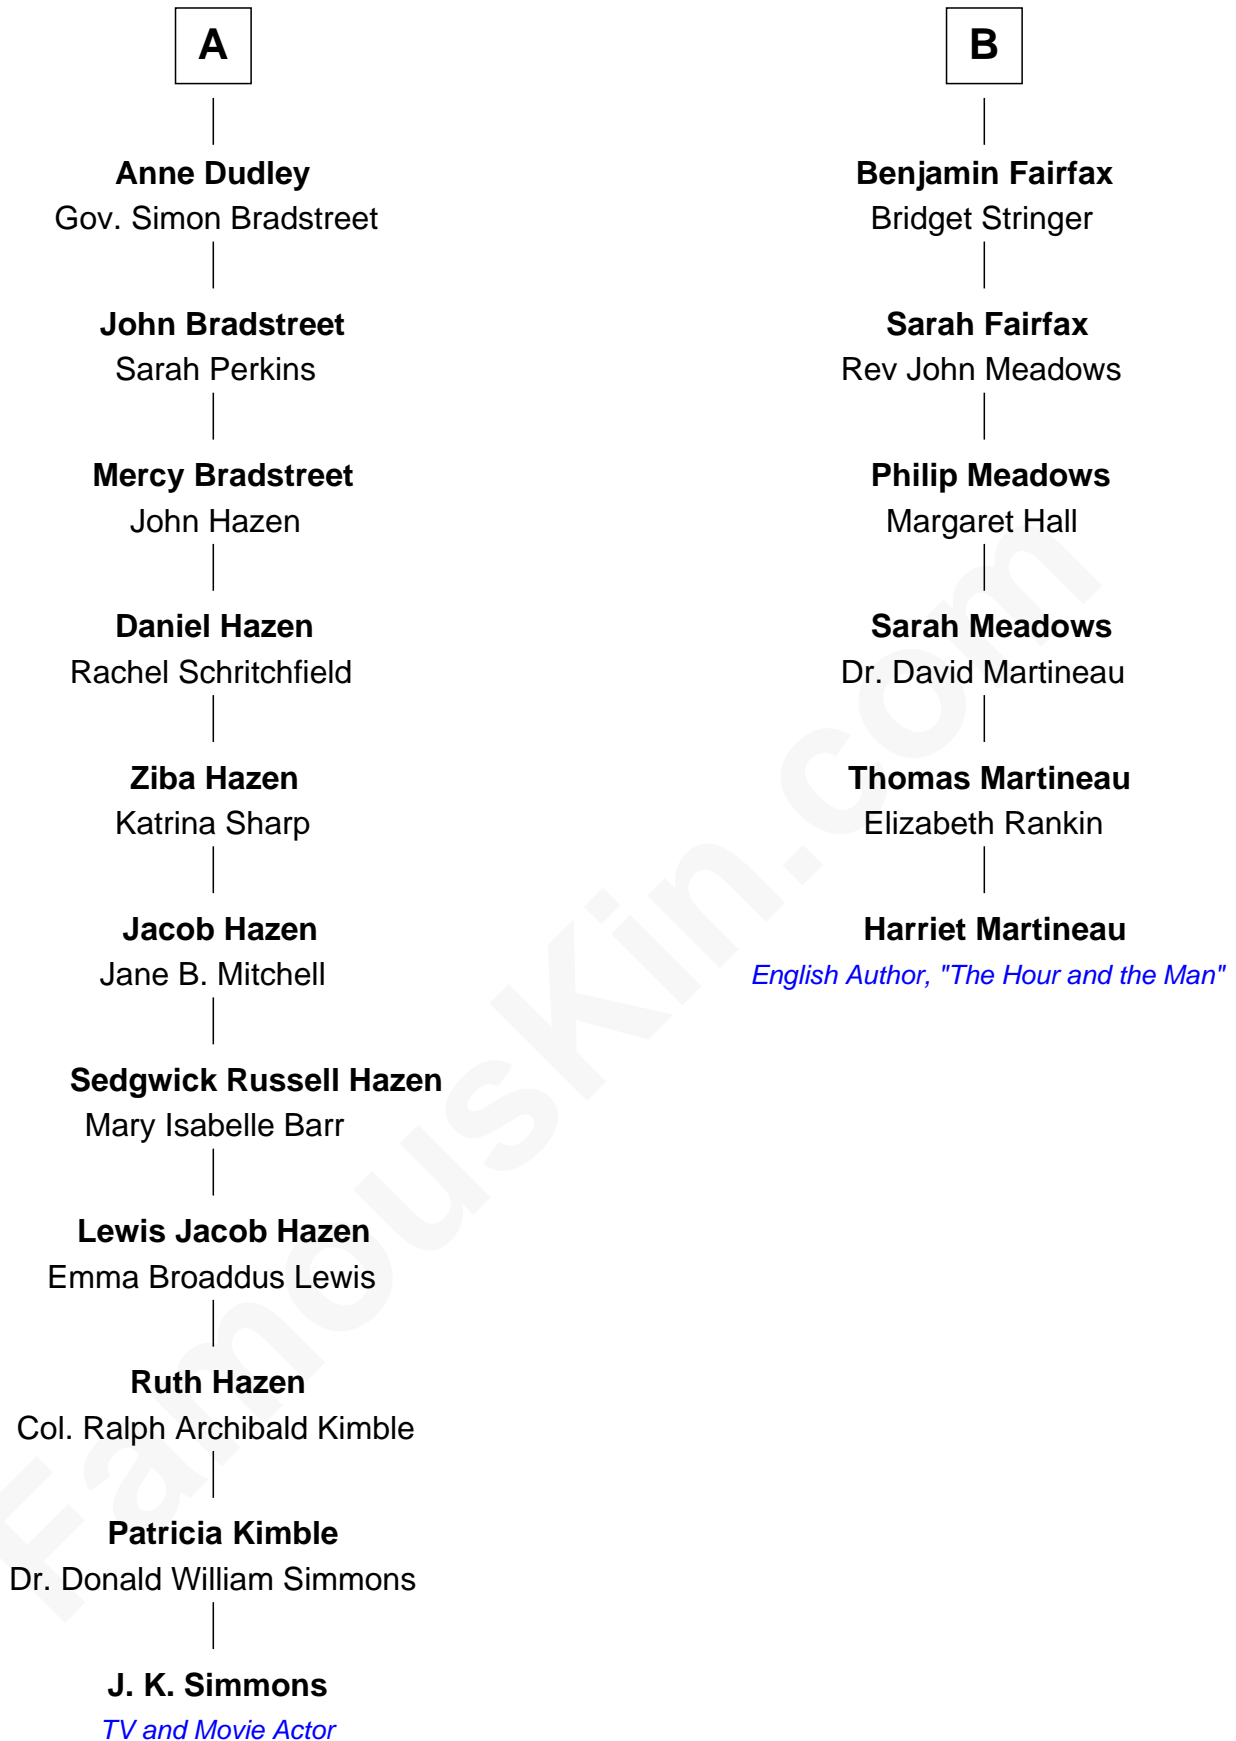 A
Anne Dudley
Gov. Simon Bradstreet
John Bradstreet
Sarah Perkins
Mercy Bradstreet
John Hazen
Daniel Hazen
Rachel Schritchfield
Ziba Hazen
Katrina Sharp
Jacob Hazen
Jane B. Mitchell
Sedgwick Russell Hazen
Mary Isabelle Barr
Lewis Jacob Hazen
Emma Broaddus Lewis
Ruth Hazen
Col. Ralph Archibald Kimble
Patricia Kimble
Dr. Donald William Simmons
J. K. Simmons
TV and Movie Actor
B
Benjamin Fairfax
Bridget Stringer
Sarah Fairfax
Rev John Meadows
Philip Meadows
Margaret Hall
Sarah Meadows
Dr. David Martineau
Thomas Martineau
Elizabeth Rankin
Harriet Martineau
English Author, "The Hour and the Man"
FamousKin.com